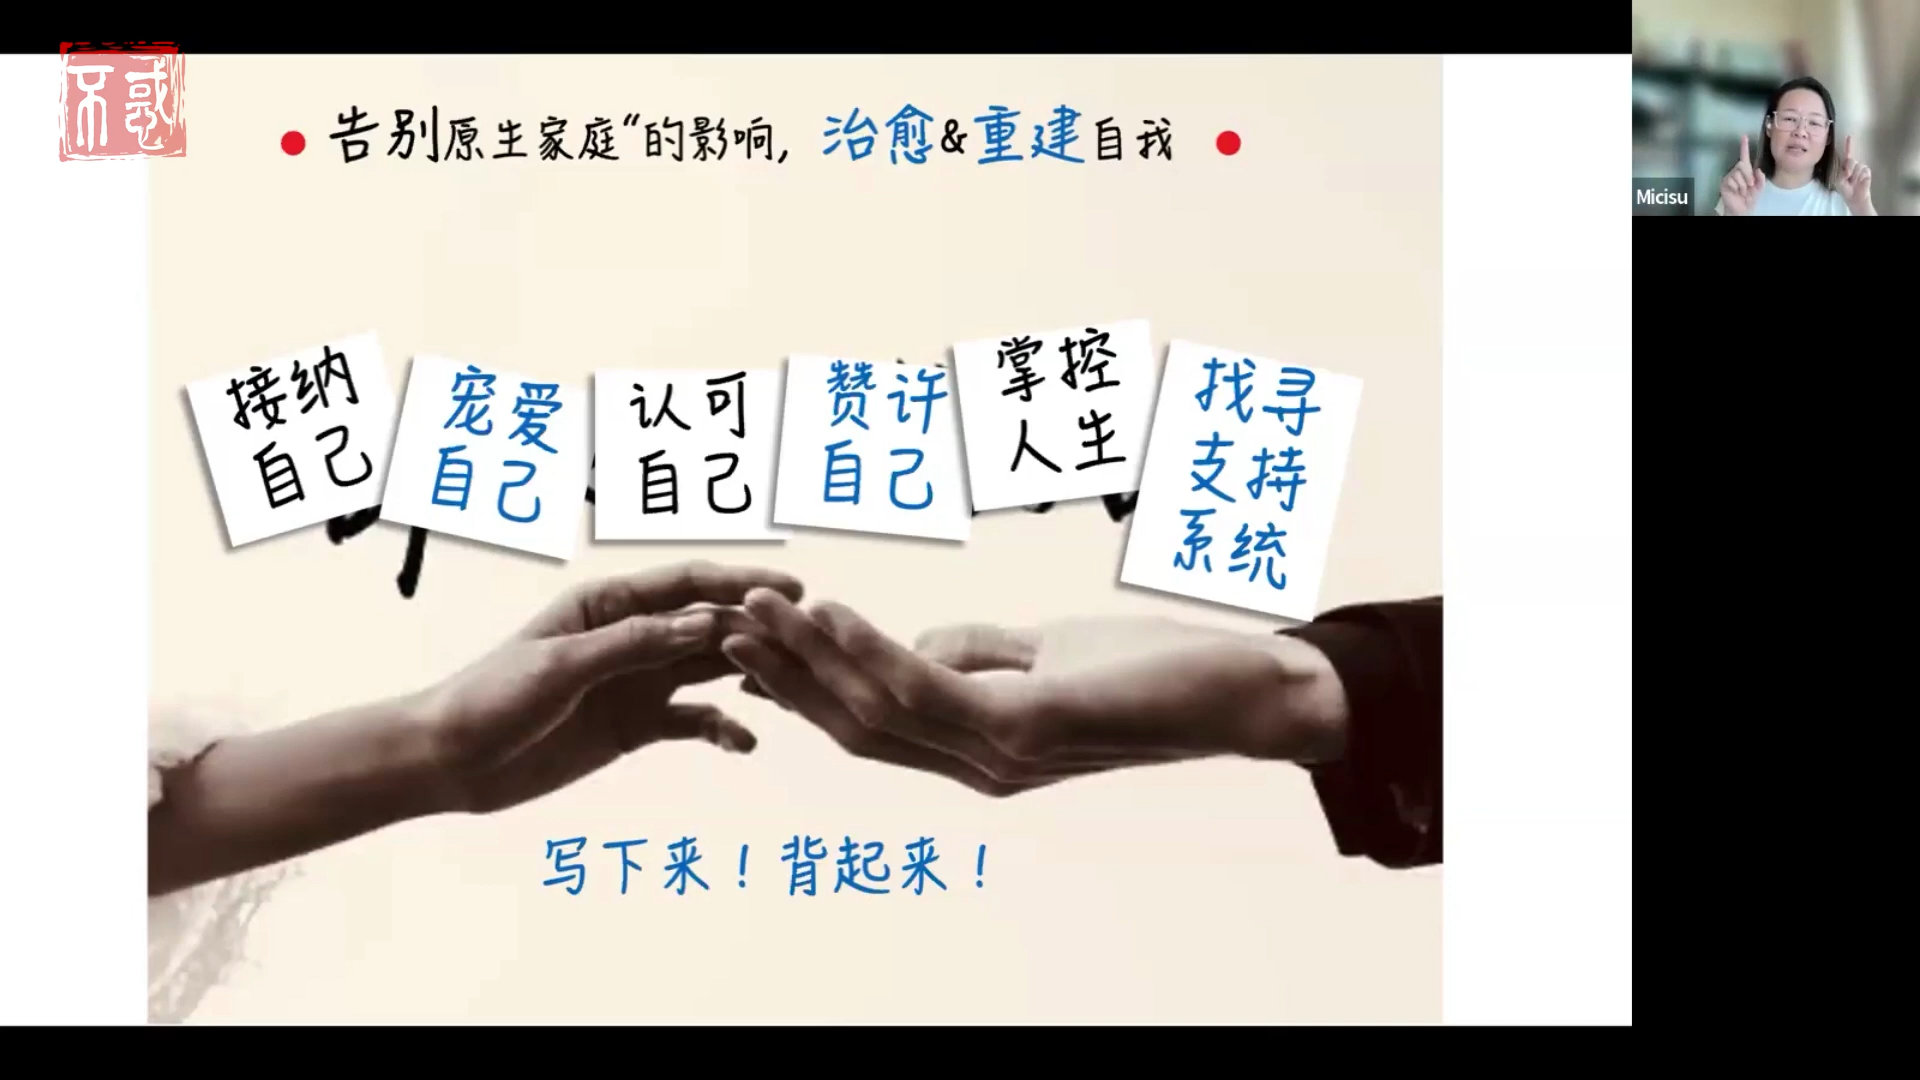 不惑
告别原生家庭“的影响，治愈&重建自我
Micisu
接纳
自己
宠爱
自己
认可
自己
赞许
自己
掌控
人生
找寻
支持
系统
写下来！背起来！